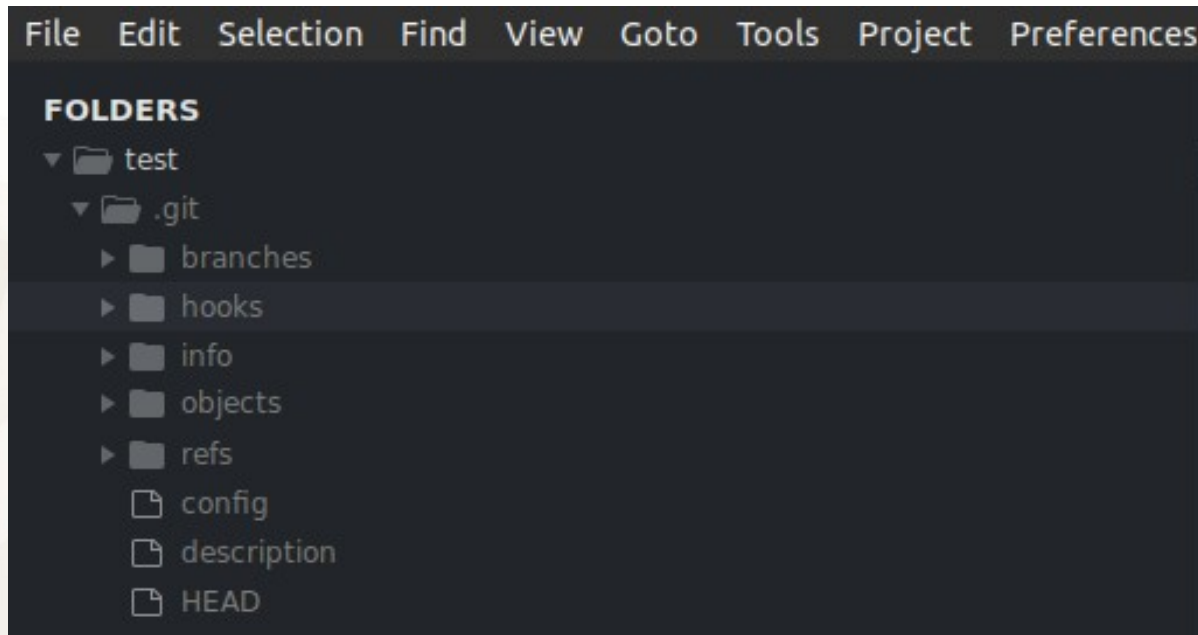 File Edit Selection Find View Goto Tools Project Preferences
FOLDERS
test
.git
branches
hooks
info
objects
refs
config
description
HEAD